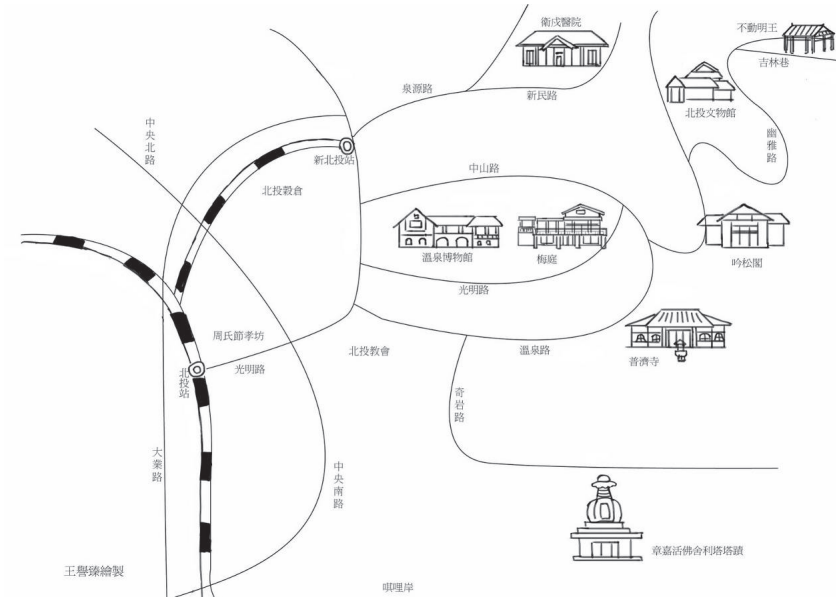 衛戍醫院
不動明王
吉林巷
泉源路
新民路
北投文物館
中央北路
幽雅路
新北投站
中山路
北投穀倉
溫泉博物館
梅庭
吟松閣
光明路
周氏節孝坊
北投教會
溫泉路
普濟寺
北投站
光明路
奇岩路
大業路
中央南路
章嘉活佛舍利塔塔蹟
王譽臻繪製
唭哩岸